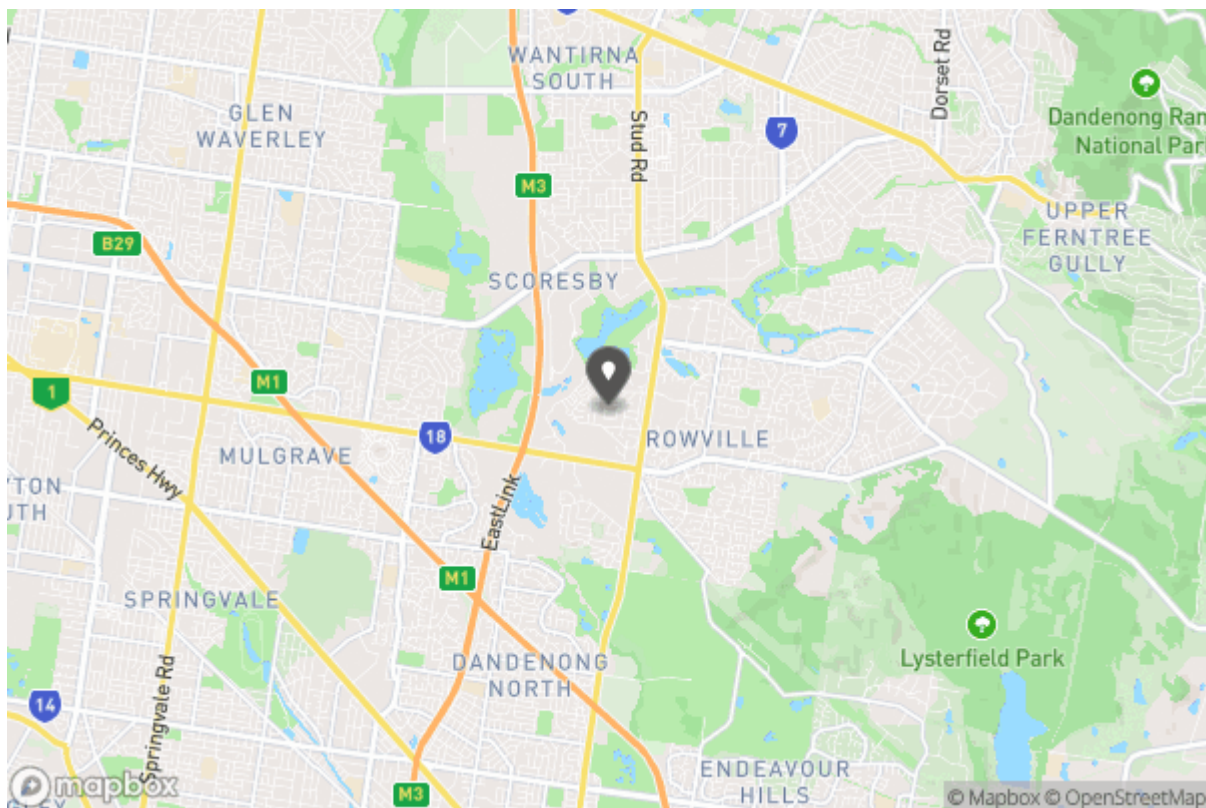 WANTIRNA
SOUTH
Dorset Rd
GLEN
WAVERLEY
Stud Rd
7
Dandenong Ran
National Parl
M3
UPPER
FERNTREE
GULLY
B29
SCORESBY
M1
1
18
ROWVILLE
MULGRAVE
Princes Hwy
YTON
UTH
EastLink
M1
SPRINGVALE
Lysterfield Park
DANDENONG
NORTH
Springvale Rd
14
ENDEAVOUR
HILLS
M3
mapbox
© Mapbox © OpenStreetMap